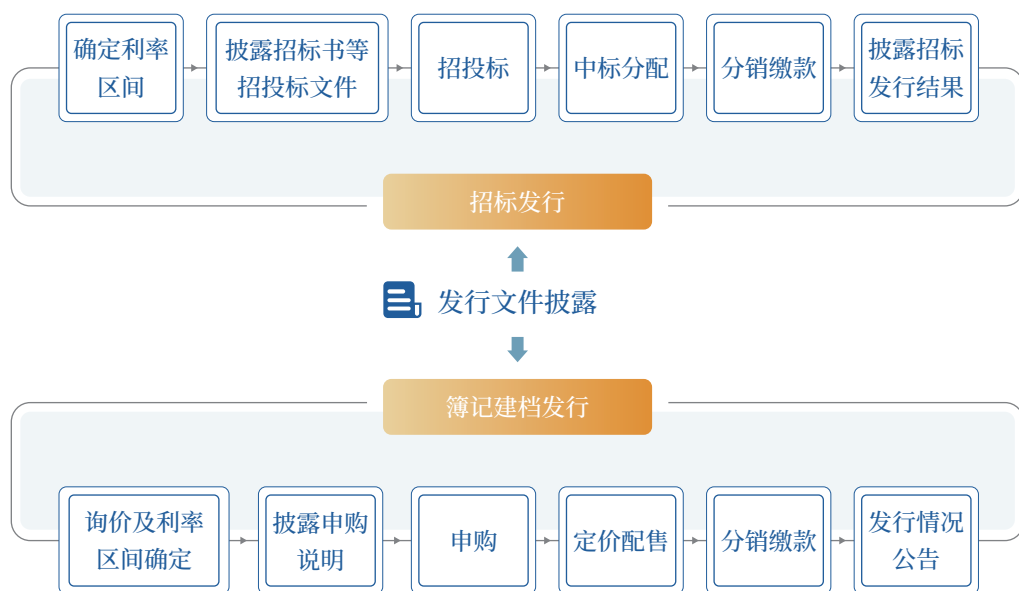 确定利率
区间
披露招标书等
招投标文件
招投标
中标分配
分销缴款
披露招标
发行结果
招标发行
发行文件披露
簿记建档发行
询价及利率
区间确定
披露申购
说明
申购
定价配售
分销缴款
发行情况
公告